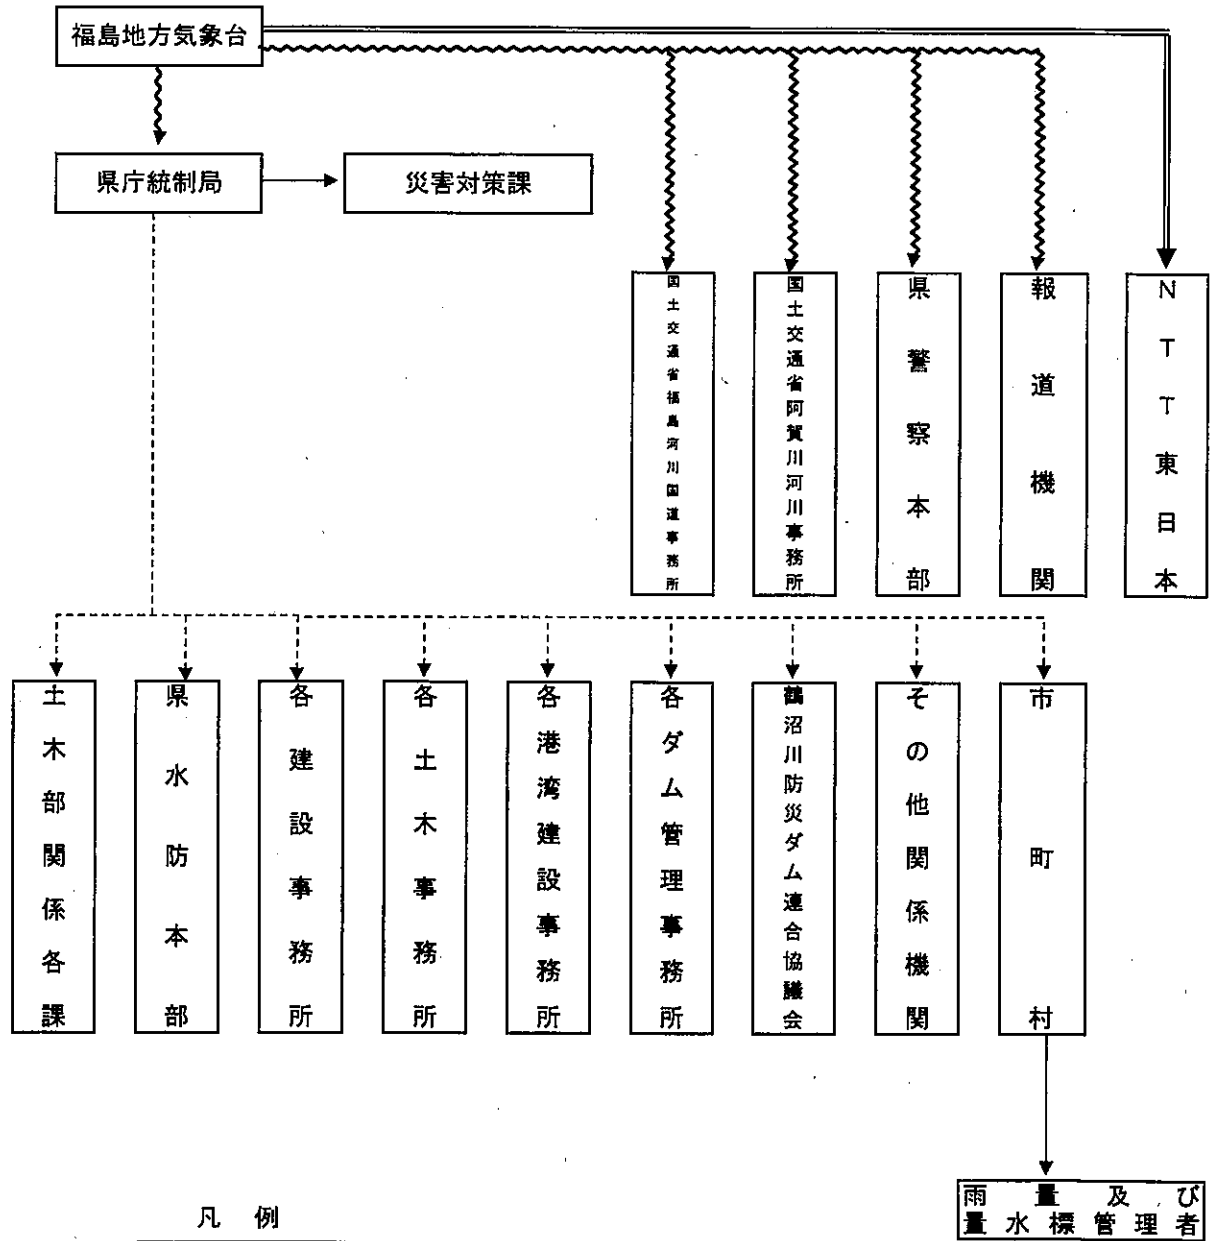 福島地方気象台
県庁統制局
災害対策課
国土交通省福島河川国道事務所
国土交通省阿賀川河川事務所
県警察本部
報道機関
NTT東日本
土木部関係各課
県水防本部
各建設事務所
各土木事務所
各港湾建設事務所
各ダム管理事務所
鶴沼川防災ダム連合協議会
その他関係機関
市町村
雨量及び
量水標管理者
凡例